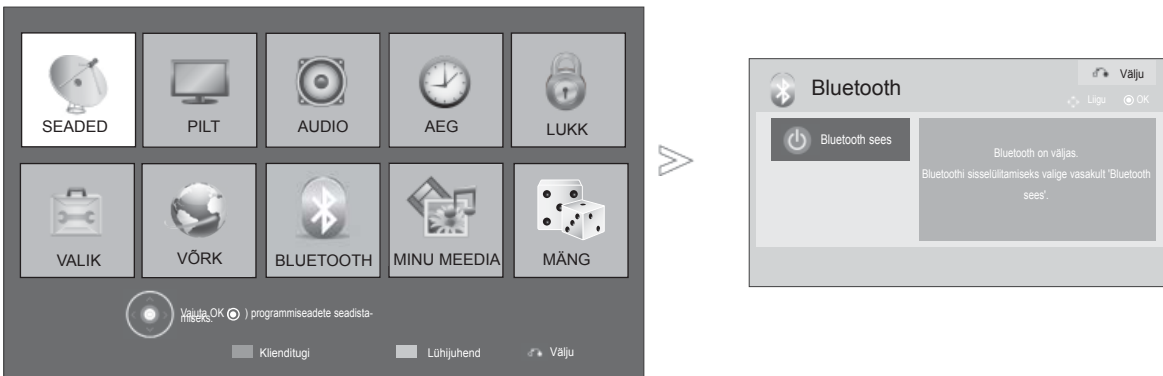 SEADED PILT AUDIO AEG LUKK
VALIK VÕRK BLUETOOTH MINU MEEDIA MÄNG
Vajuta OK ) programmiseadete seadista-
miseks.
Klienditugi Lühijuhend Välju
Bluetooth Välju
Liigu OK
Bluetooth sees
Bluetooth on väljas.
Bluetoothi sisselülitamiseks valige vasakult 'Bluetooth
sees'.